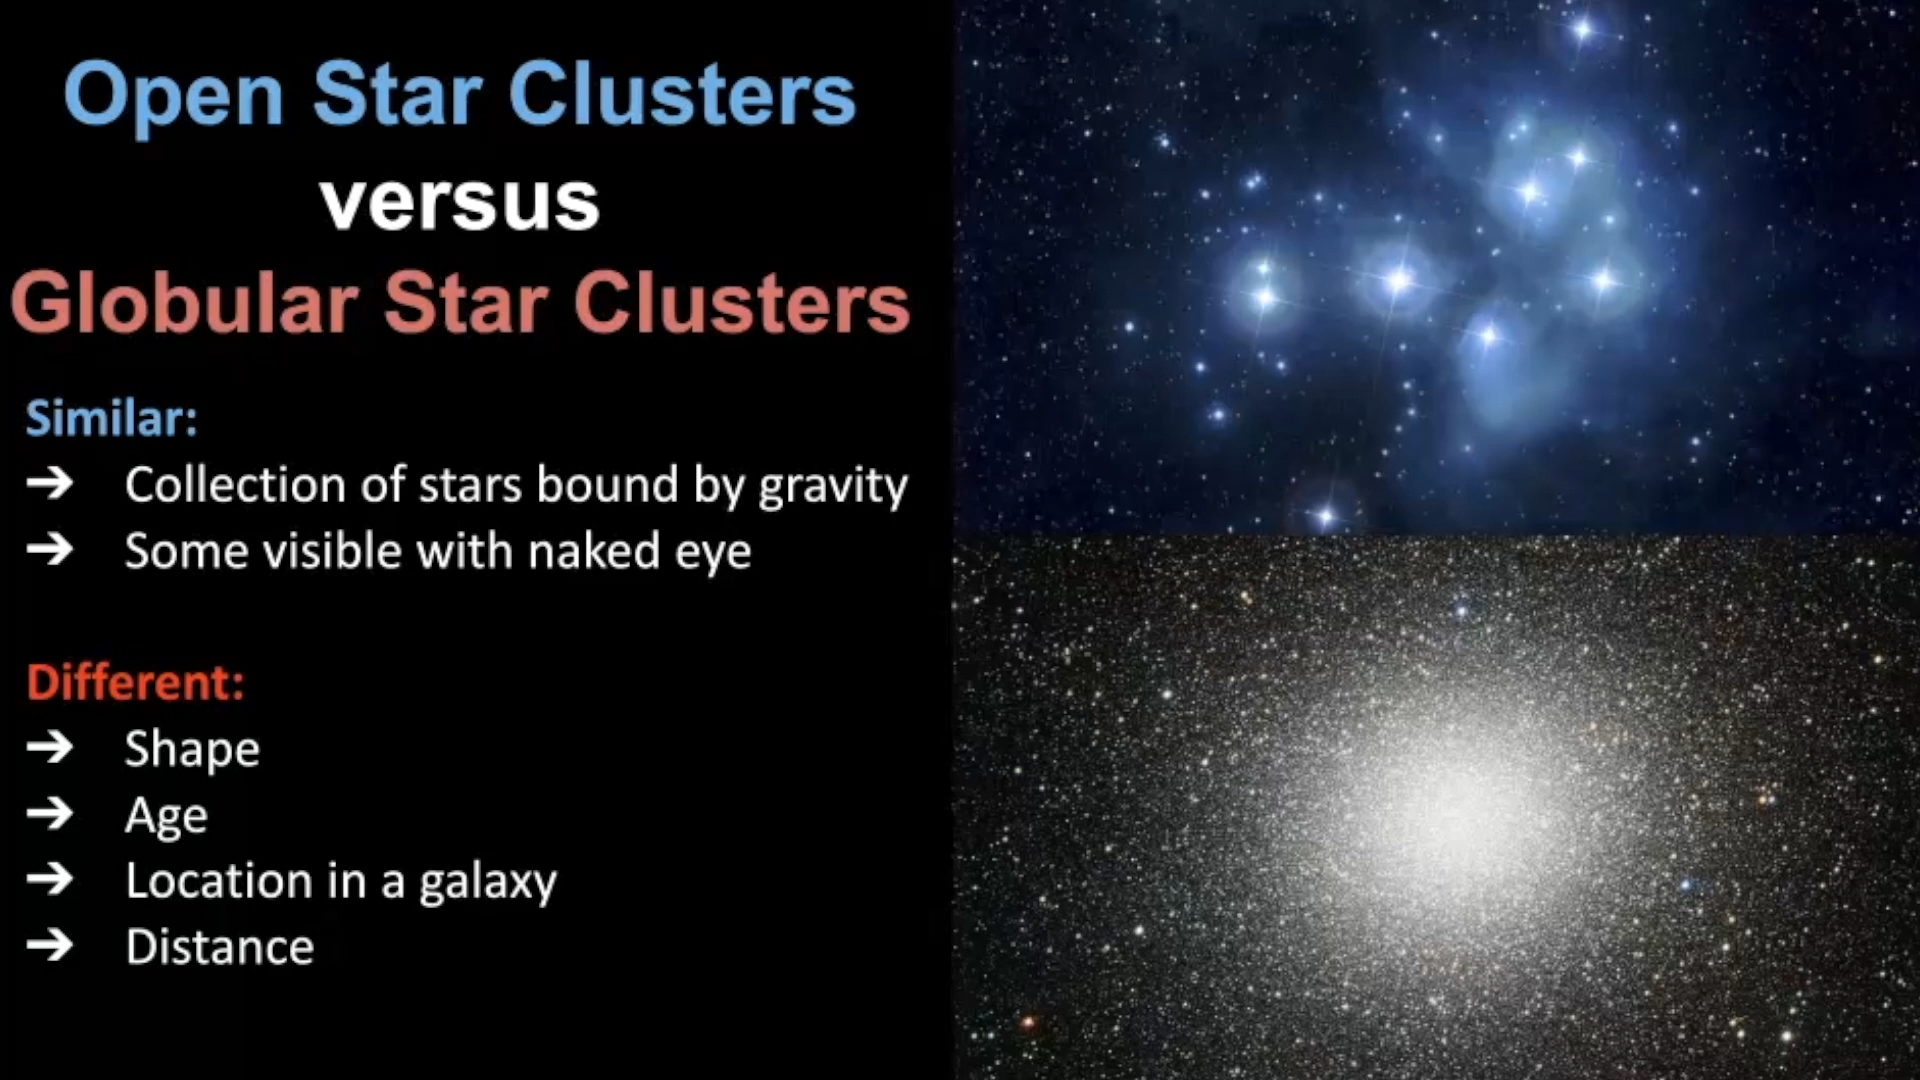 Open Star Clusters
versus
Globular Star Clusters
Similar:
➔ Collection of stars bound by gravity
➔ Some visible with naked eye
Different:
➔ Shape
➔ Age
➔ Location in a galaxy
➔ Distance